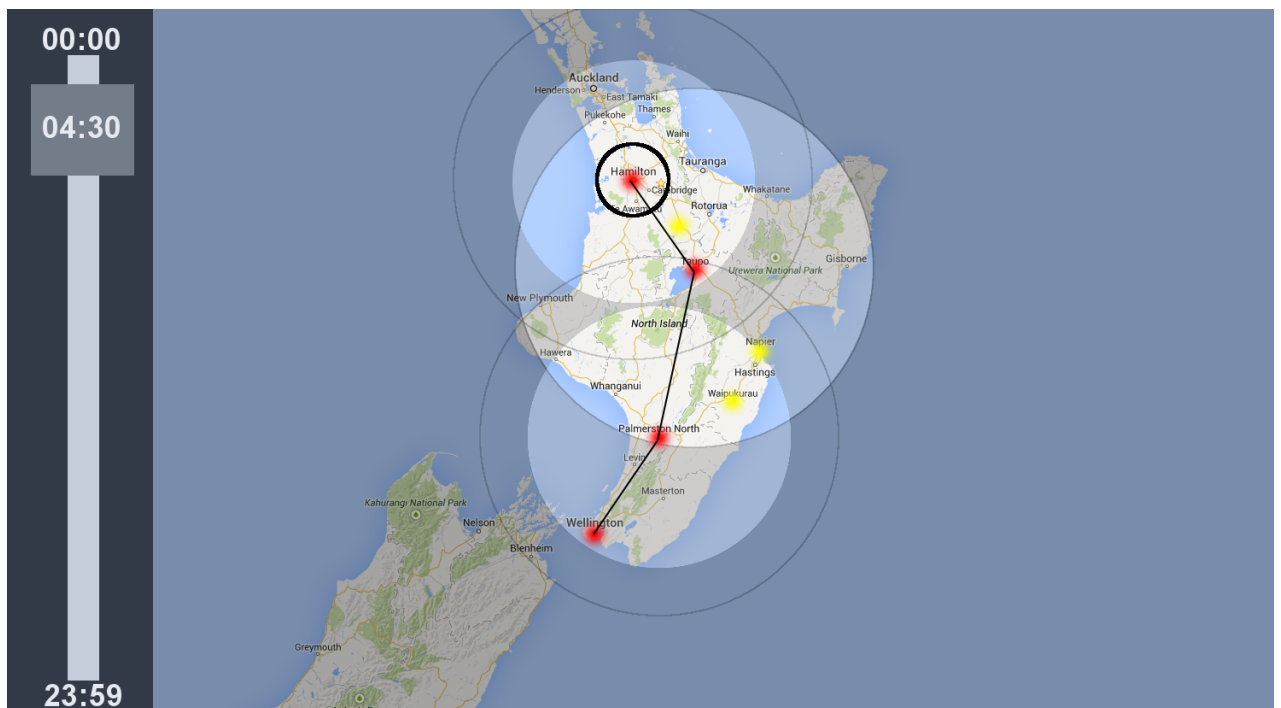 00:00
04:30
23:59
Auckland
Henderson
East Tamaki
Pukekohe
Thames
Waihi
Hamilton
Tauranga
Cambridge
Te Awamutu
Rotorua
Whakatane
Taupo
Urewera National Park
Gisborne
New Plymouth
North Island
Napier
Hawera
Hastings
Whanganui
Waipukurau
Palmerston North
Levin
Masterton
Kahurangi National Park
Nelson
Wellington
Blenheim
Greymouth